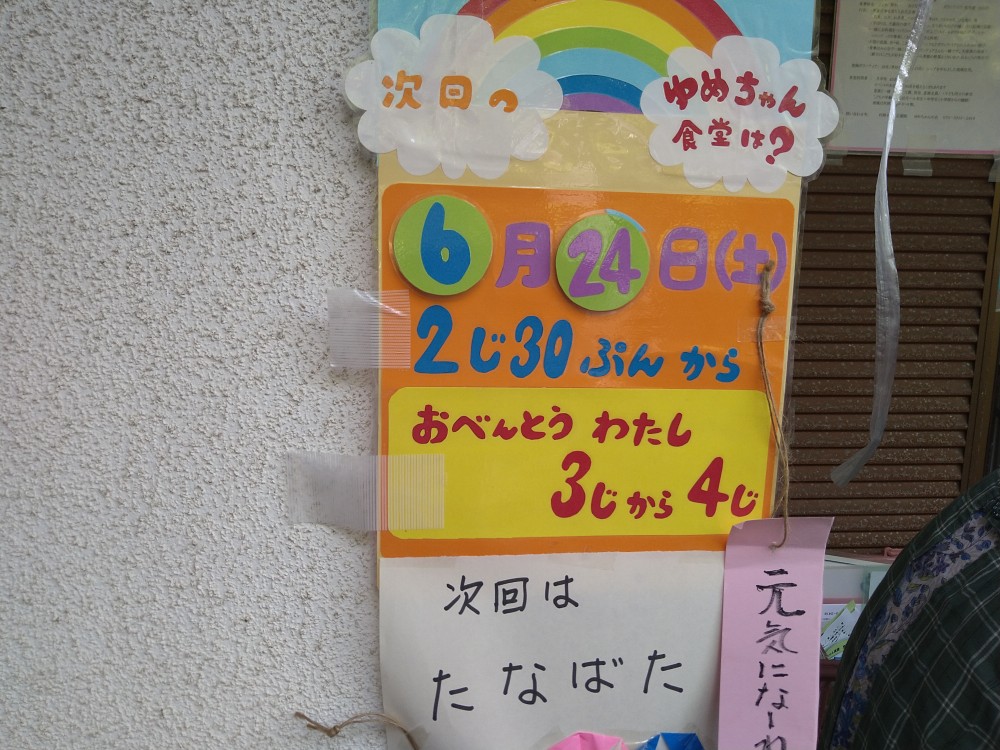 次回の
ゆめちゃん
食堂は?
6月24日(土)
2じ30ぷんから
おべんとう わたし
3じから4じ
次回は
たなばた
元気になーれ